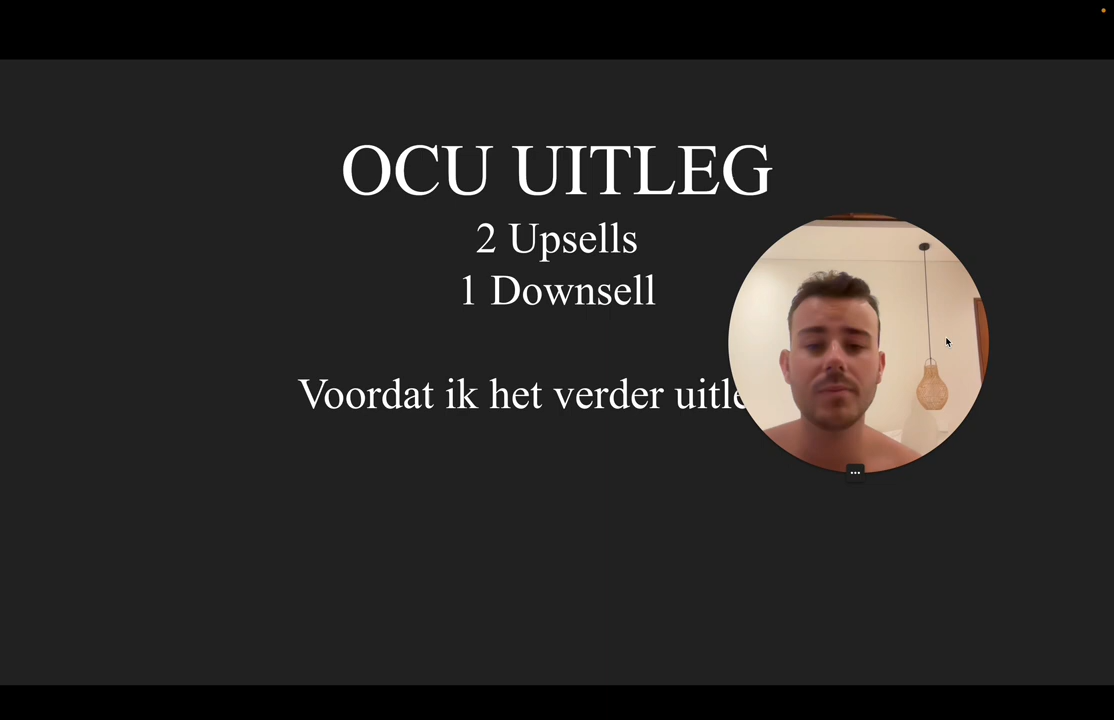 OCU UITLEG
2 Upsells
1 Downsell
Voordat ik het verder